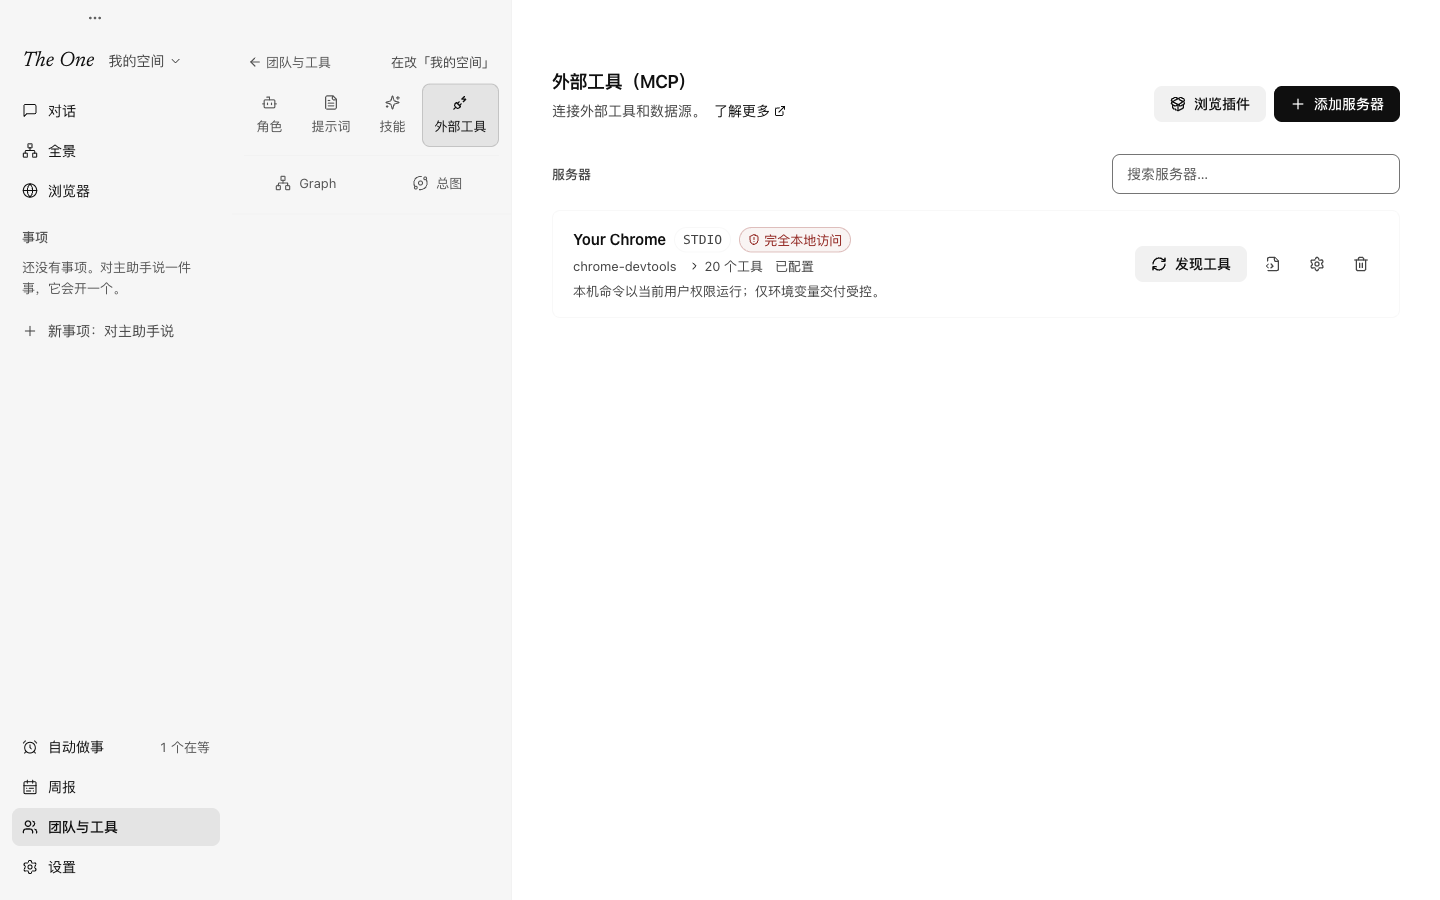 The One 我的空间
对话
全景
浏览器
事项
还没有事项。对主助手说一件
事，它会开一个。
新事项：对主助手说
自动做事 1 个在等
周报
团队与工具
设置
团队与工具 在改「我的空间」
角色 提示词 技能 外部工具
Graph 总图
外部工具（MCP）
连接外部工具和数据源。 了解更多
浏览插件 添加服务器
服务器 搜索服务器...
Your Chrome STDIO 完全本地访问
chrome-devtools 20 个工具 已配置
本机命令以当前用户权限运行；仅环境变量交付受控。
发现工具